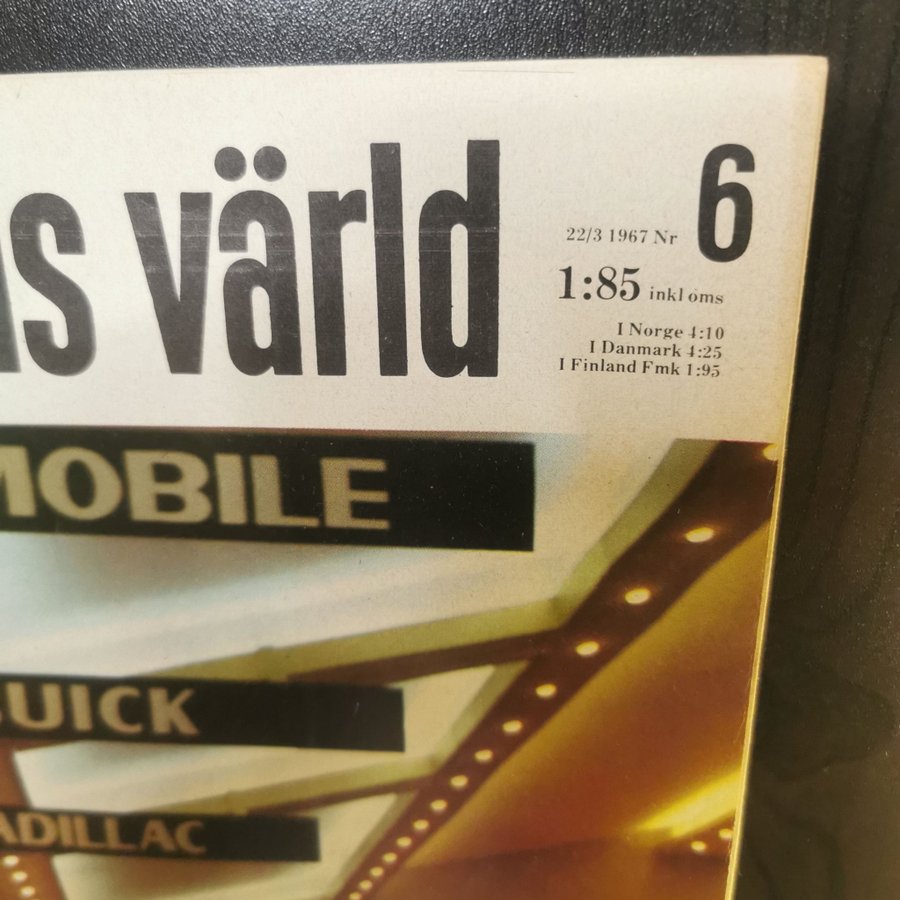 s värld
6
22/3 1967 Nr
1:85 inkl oms
I Norge 4:10
I Danmark 4:25
I Finland Fmk 1:95
MOBILE
BUICK
ADILLAC